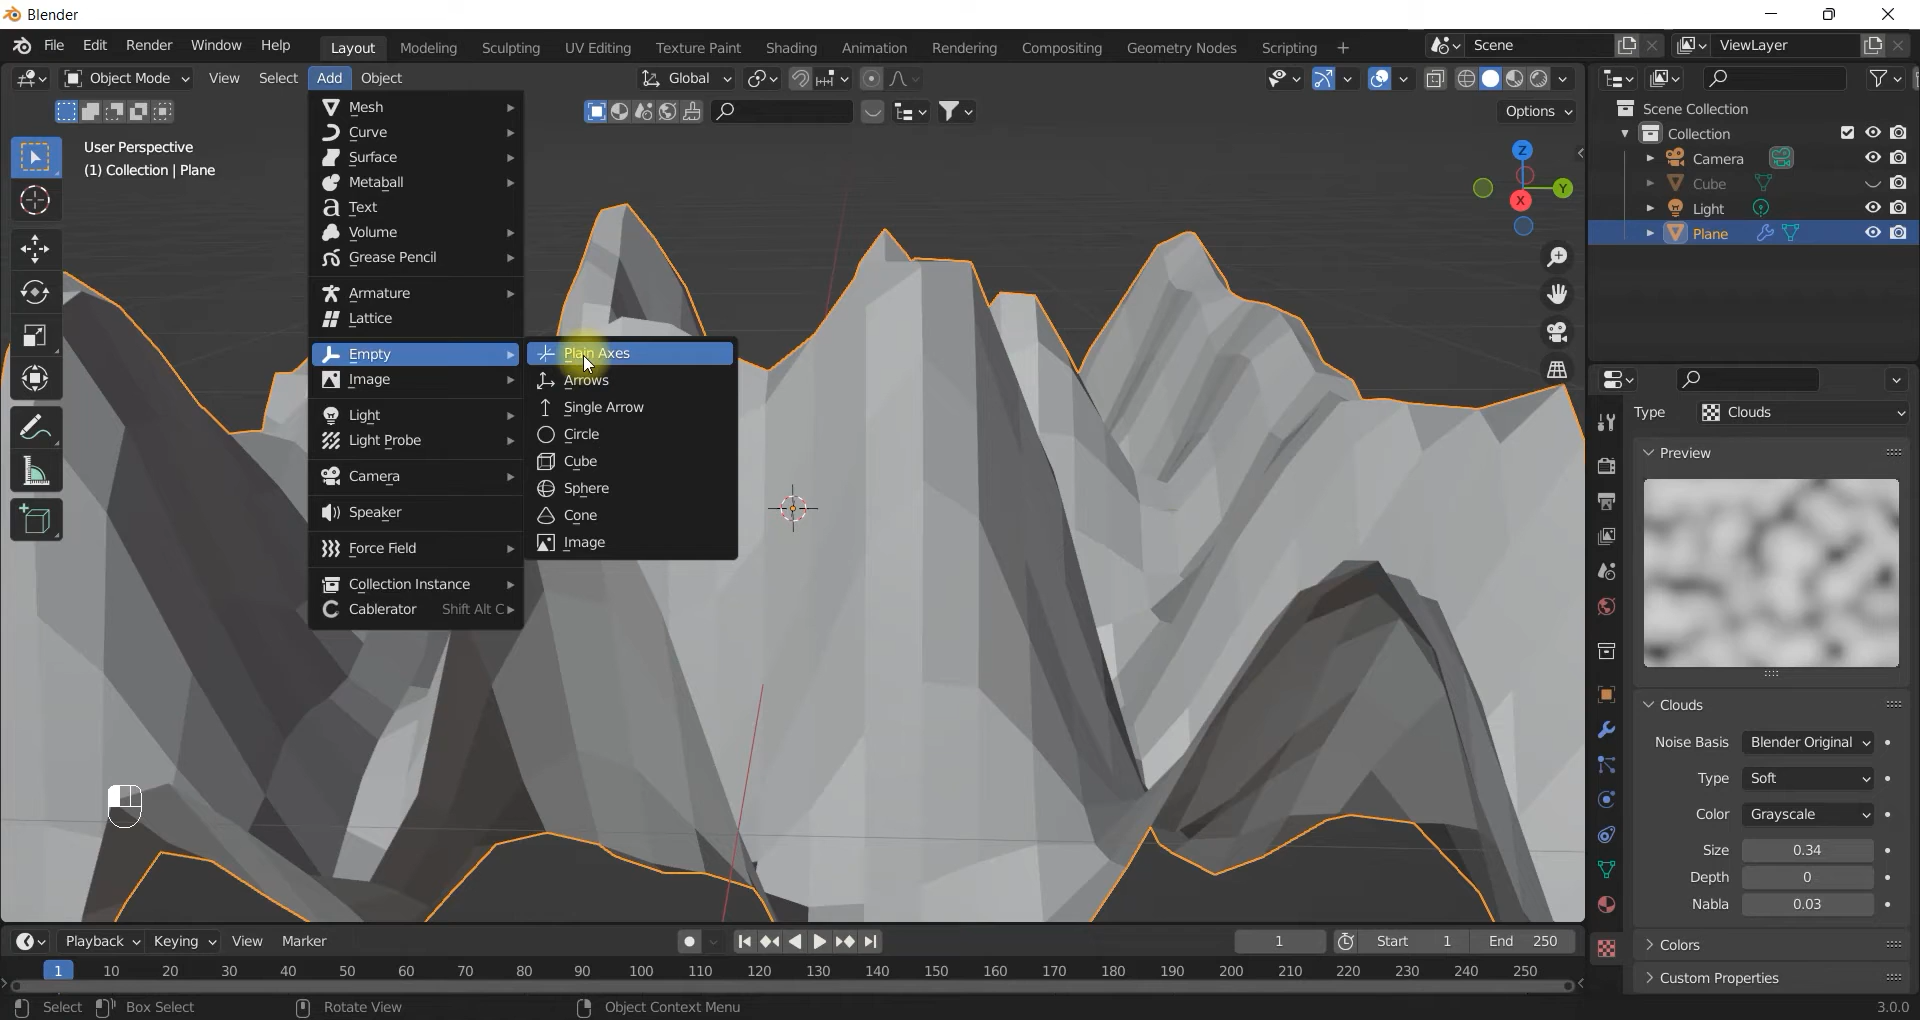 Blender
File Edit Render Window Help Layout Modeling Sculpting UV Editing Texture Paint Shading Animation Rendering Compositing Geometry Nodes Scripting + Scene ViewLayer
Object Mode View Select Add Object Global
Options
User Perspective
(1) Collection | Plane
Mesh
Curve
Surface
Metaball
Text
Volume
Grease Pencil
Armature
Lattice
Empty
Image
Light
Light Probe
Camera
Speaker
Force Field
Collection Instance
Cablerator Shift Alt C
Plain Axes
Arrows
Single Arrow
Circle
Cube
Sphere
Cone
Image
Z
Y
X
Scene Collection
Collection
Camera
Cube
Light
Plane
Type Clouds
Preview
Clouds
Noise Basis Blender Original
Type Soft
Color Grayscale
Size 0.34
Depth 0
Nabla 0.03
Colors
Custom Properties
Playback Keying View Marker 1 Start 1 End 250
1 10 20 30 40 50 60 70 80 90 100 110 120 130 140 150 160 170 180 190 200 210 220 230 240 250
Select Box Select Rotate View Object Context Menu 3.0.0